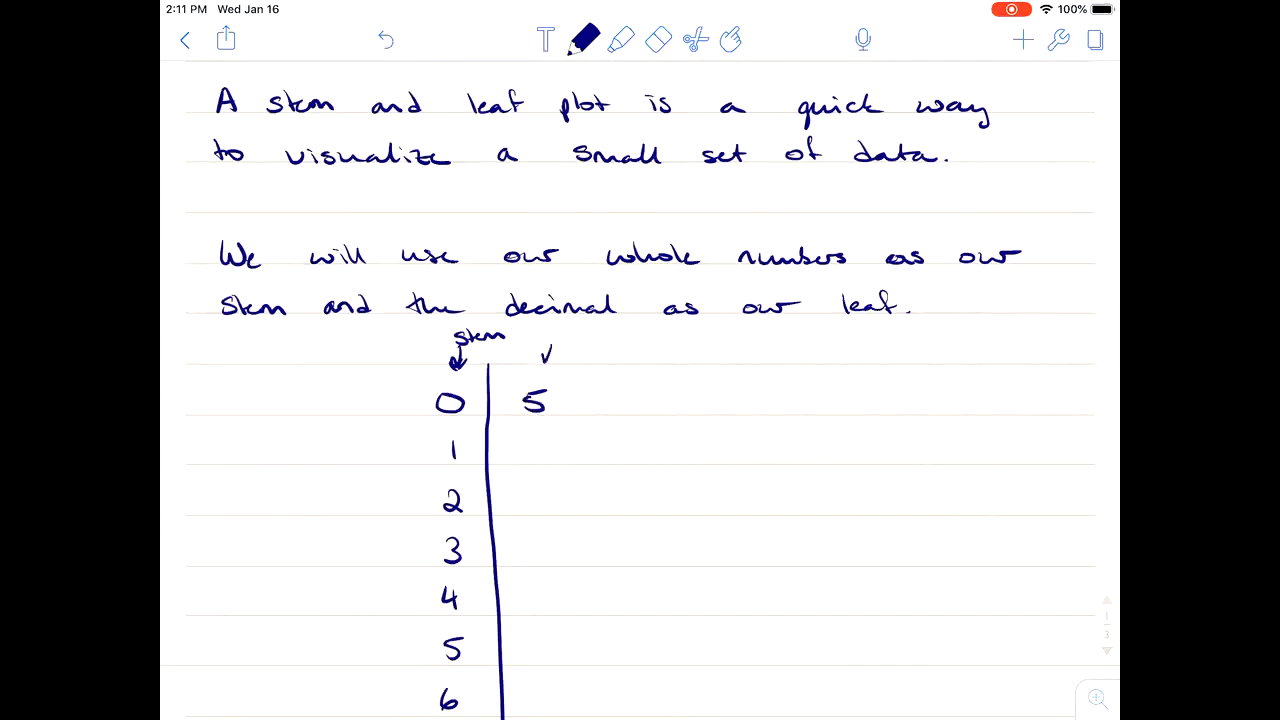 2:11 PM Wed Jan 16 100%
T
A stem and leaf plot is a quick way
to visualize a small set of data.
We will use our whole numbers as our
stem and the decimal as our leaf.
stem
0 5
1
2
3
4
5
6
1
3